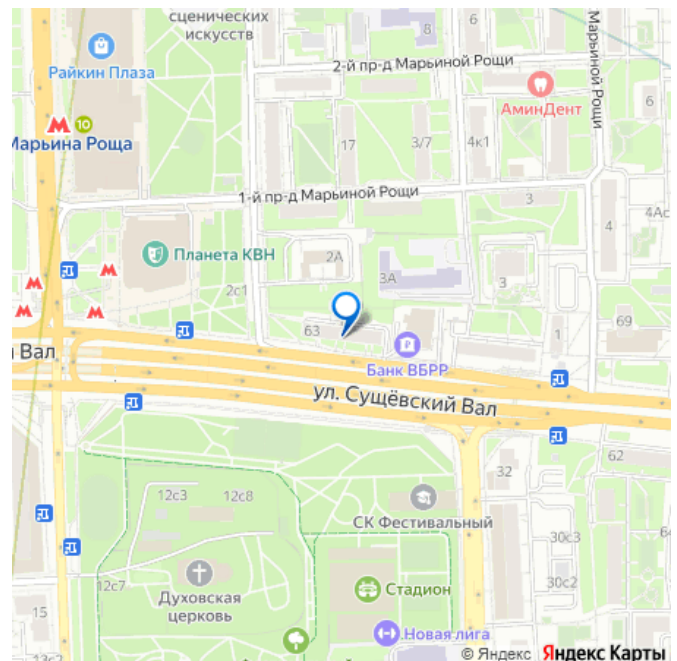 сценических
искусств
8
6
Райкин Плаза
2-й пр-д Марьиной Рощи
Марьиной Рощи
АминДент
6
10
Марьина Роща
17
3/7
4к1
1-й пр-д Марьиной Рощи
3
4
4Ас
Планета КВН
2А
3А
3
2с1
63
69
1
Банк ВБРР
й Вал
ул. Сущёвский Вал
62
32
12с3
12с8
СК Фестивальный
30с3
64
12с7
Духовская
церковь
Стадион
30с2
15
Новая лига
© Яндекс Яндекс Карты